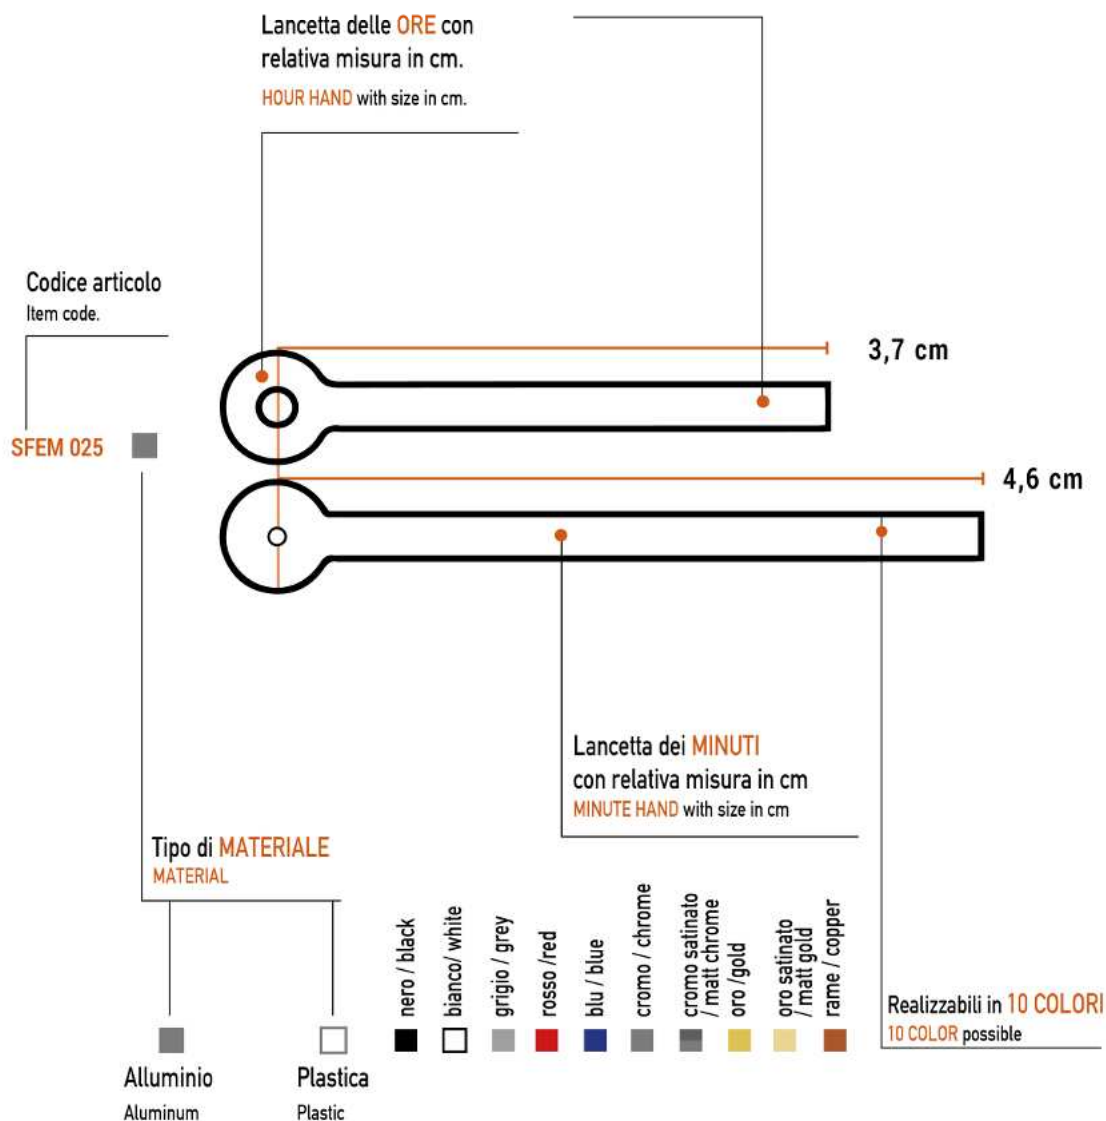 Lancetta delle ORE con
relativa misura in cm.
HOUR HAND with size in cm.
Codice articolo
Item code.
3,7 cm
SFEM 025
4,6 cm
Lancetta dei MINUTI
con relativa misura in cm
MINUTE HAND with size in cm
Tipo di MATERIALE
MATERIAL
nero / black
bianco/ white
grigio / grey
rosso /red
blu / blue
cromo / chrome
cromo satinato
/ matt chrome
oro /gold
oro satinato
/ matt gold
rame / copper
Realizzabili in 10 COLORI
10 COLOR possible
Alluminio
Aluminum
Plastica
Plastic